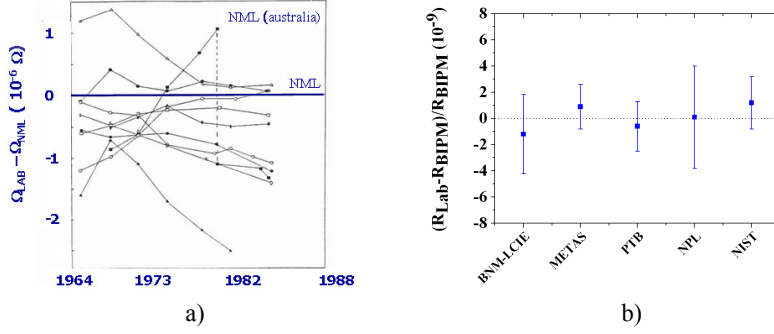 Ω_LAB − Ω_NML ( 10⁻⁶ Ω )
1
0
-1
-2
NML (australia)
NML
1964
1973
1982
1988
a)
(R_Lab-R_BIPM)/R_BIPM (10⁻⁹)
8
6
4
2
0
-2
-4
-6
-8
BNM-LCIE
METAS
PTB
NPL
NIST
b)